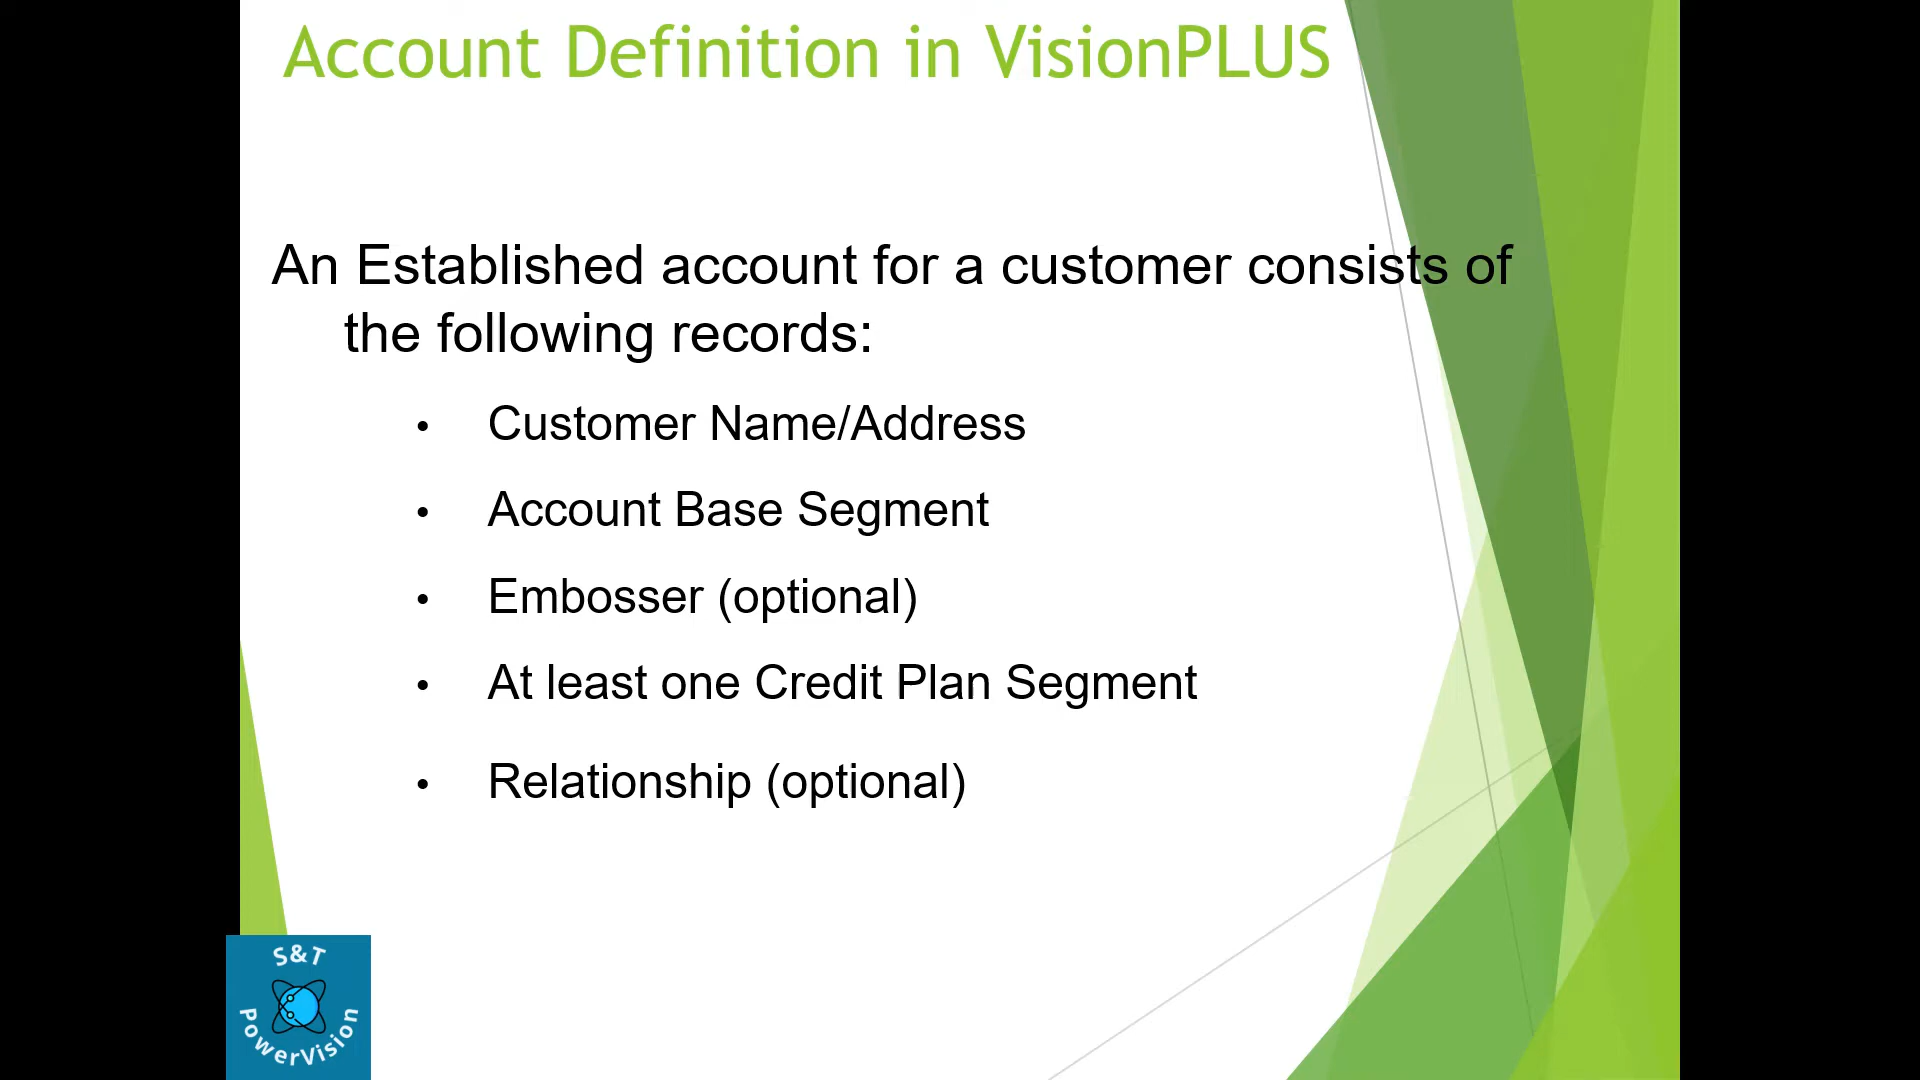 Account Definition in VisionPLUS
An Established account for a customer consists of
the following records:
• Customer Name/Address
• Account Base Segment
• Embosser (optional)
• At least one Credit Plan Segment
• Relationship (optional)
S&T
PowerVision